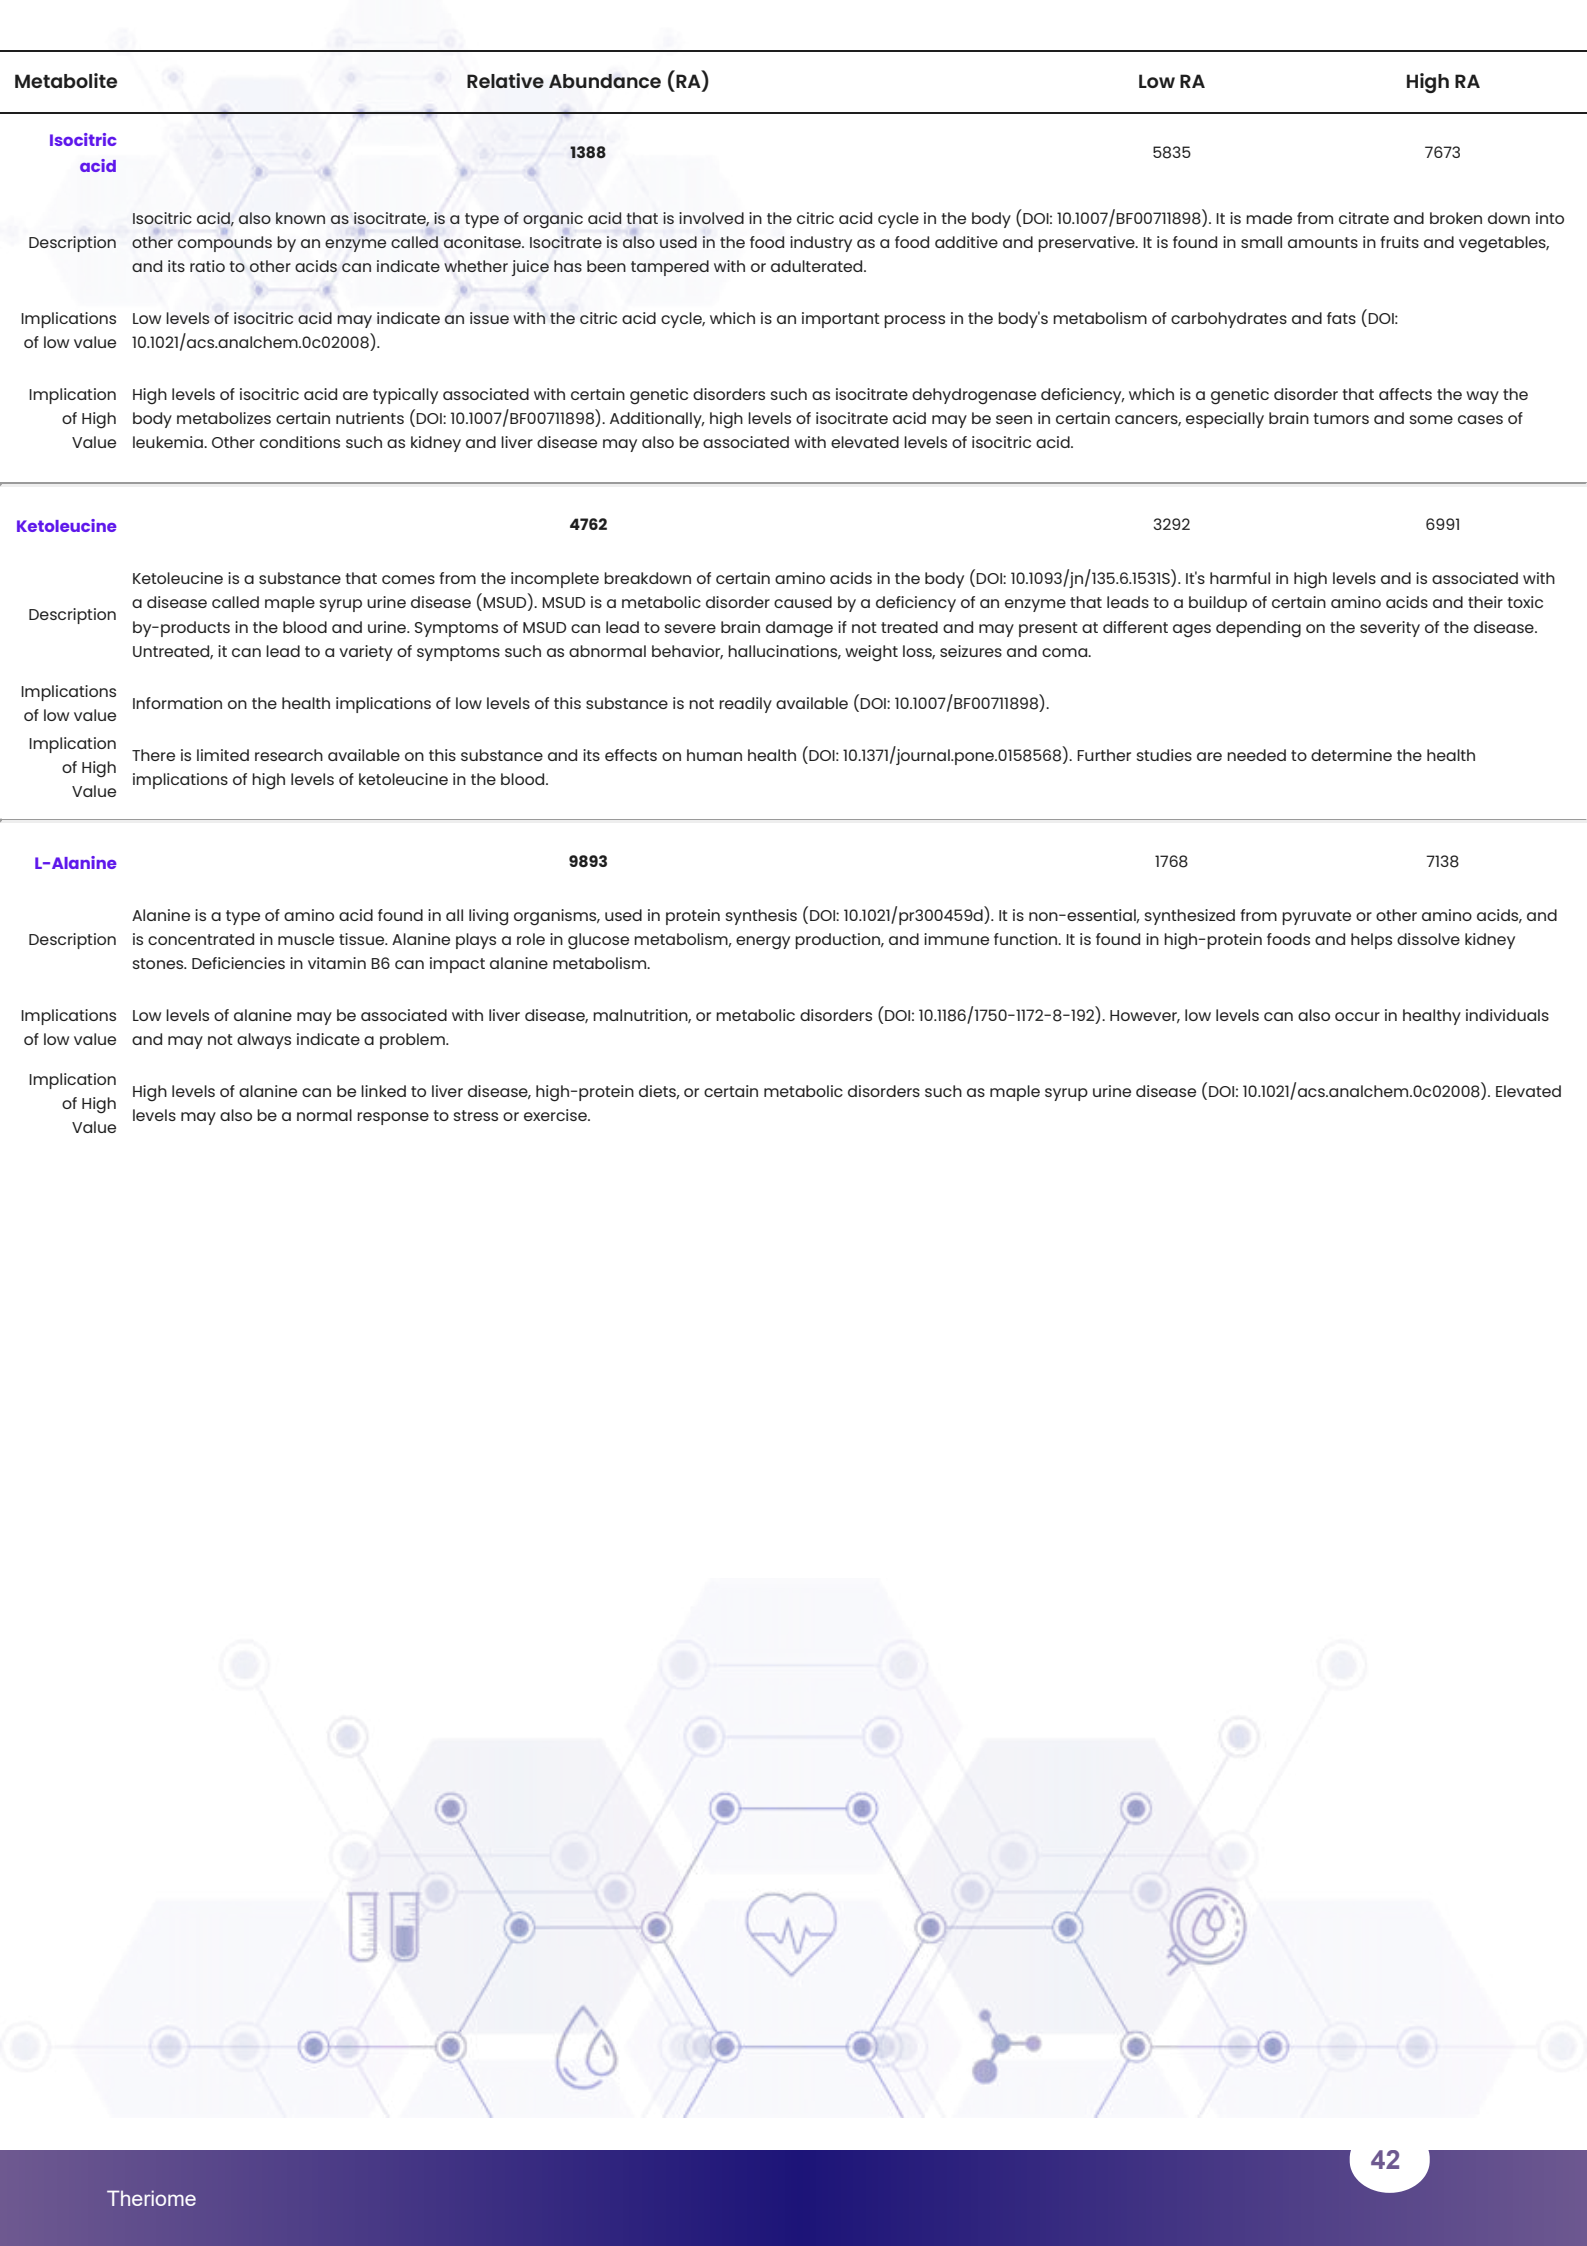 Metabolite Relative Abundance (RA) Low RA High RA
Isocitric
acid
1388 5835 7673
Description
Isocitric acid, also known as isocitrate, is a type of organic acid that is involved in the citric acid cycle in the body (DOI: 10.1007/BF00711898). It is made from citrate and broken down into
other compounds by an enzyme called aconitase. Isocitrate is also used in the food industry as a food additive and preservative. It is found in small amounts in fruits and vegetables,
and its ratio to other acids can indicate whether juice has been tampered with or adulterated.
Implications
of low value
Low levels of isocitric acid may indicate an issue with the citric acid cycle, which is an important process in the body's metabolism of carbohydrates and fats (DOI:
10.1021/acs.analchem.0c02008).
Implication
of High
Value
High levels of isocitric acid are typically associated with certain genetic disorders such as isocitrate dehydrogenase deficiency, which is a genetic disorder that affects the way the
body metabolizes certain nutrients (DOI: 10.1007/BF00711898). Additionally, high levels of isocitrate acid may be seen in certain cancers, especially brain tumors and some cases of
leukemia. Other conditions such as kidney and liver disease may also be associated with elevated levels of isocitric acid.
Ketoleucine 4762 3292 6991
Description
Ketoleucine is a substance that comes from the incomplete breakdown of certain amino acids in the body (DOI: 10.1093/jn/135.6.1531S). It's harmful in high levels and is associated with
a disease called maple syrup urine disease (MSUD). MSUD is a metabolic disorder caused by a deficiency of an enzyme that leads to a buildup of certain amino acids and their toxic
by-products in the blood and urine. Symptoms of MSUD can lead to severe brain damage if not treated and may present at different ages depending on the severity of the disease.
Untreated, it can lead to a variety of symptoms such as abnormal behavior, hallucinations, weight loss, seizures and coma.
Implications
of low value
Information on the health implications of low levels of this substance is not readily available (DOI: 10.1007/BF00711898).
Implication
of High
Value
There is limited research available on this substance and its effects on human health (DOI: 10.1371/journal.pone.0158568). Further studies are needed to determine the health
implications of high levels of ketoleucine in the blood.
L-Alanine 9893 1768 7138
Description
Alanine is a type of amino acid found in all living organisms, used in protein synthesis (DOI: 10.1021/pr300459d). It is non-essential, synthesized from pyruvate or other amino acids, and
is concentrated in muscle tissue. Alanine plays a role in glucose metabolism, energy production, and immune function. It is found in high-protein foods and helps dissolve kidney
stones. Deficiencies in vitamin B6 can impact alanine metabolism.
Implications
of low value
Low levels of alanine may be associated with liver disease, malnutrition, or metabolic disorders (DOI: 10.1186/1750-1172-8-192). However, low levels can also occur in healthy individuals
and may not always indicate a problem.
Implication
of High
Value
High levels of alanine can be linked to liver disease, high-protein diets, or certain metabolic disorders such as maple syrup urine disease (DOI: 10.1021/acs.analchem.0c02008). Elevated
levels may also be a normal response to stress or exercise.
42
Theriome